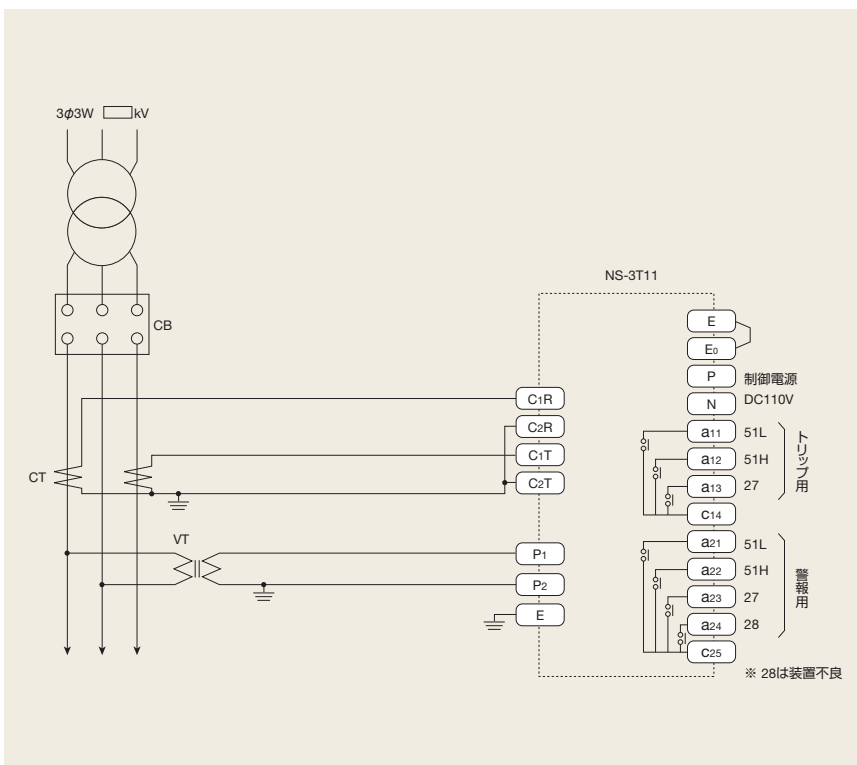 3φ3W □kV
CB
CT
VT
NS-3T11
C1R
C2R
C1T
C2T
P1
P2
E
E
E0
P
N
制御電源
DC110V
a11 51L
a12 51H
a13 27
c14
トリップ用
a21 51L
a22 51H
a23 27
a24 28
c25
警報用
※ 28は装置不良